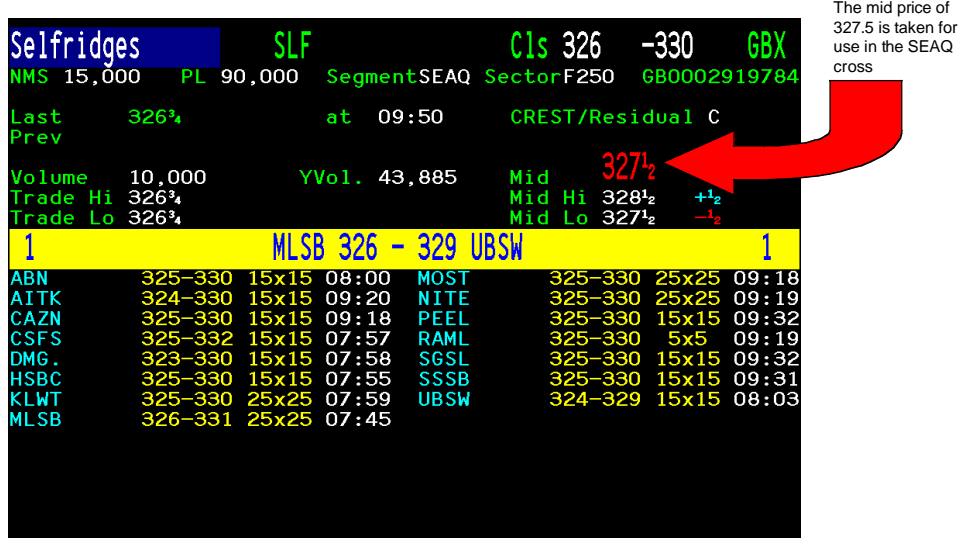 The mid price of
327.5 is taken for
use in the SEAQ
cross
Selfridges SLF Cls 326 -330 GBX
NMS 15,000 PL 90,000 SegmentSEAQ SectorF250 GB0002919784
Last 326¾ at 09:50 CREST/Residual C
Prev
327½
Volume 10,000 YVol. 43,885 Mid
Trade Hi 326¾ Mid Hi 328½ +½
Trade Lo 326¾ Mid Lo 327½ -½
1 MLSB 326 - 329 UBSW 1
ABN 325-330 15x15 08:00 MOST 325-330 25x25 09:18
AITK 324-330 15x15 09:20 NITE 325-330 25x25 09:19
CAZN 325-330 15x15 09:18 PEEL 325-330 15x15 09:32
CSFS 325-332 15x15 07:57 RAML 325-330 5x5 09:19
DMG. 323-330 15x15 07:58 SGSL 325-330 15x15 09:32
HSBC 325-330 15x15 07:55 SSSB 325-330 15x15 09:31
KLWT 325-330 25x25 07:59 UBSW 324-329 15x15 08:03
MLSB 326-331 25x25 07:45